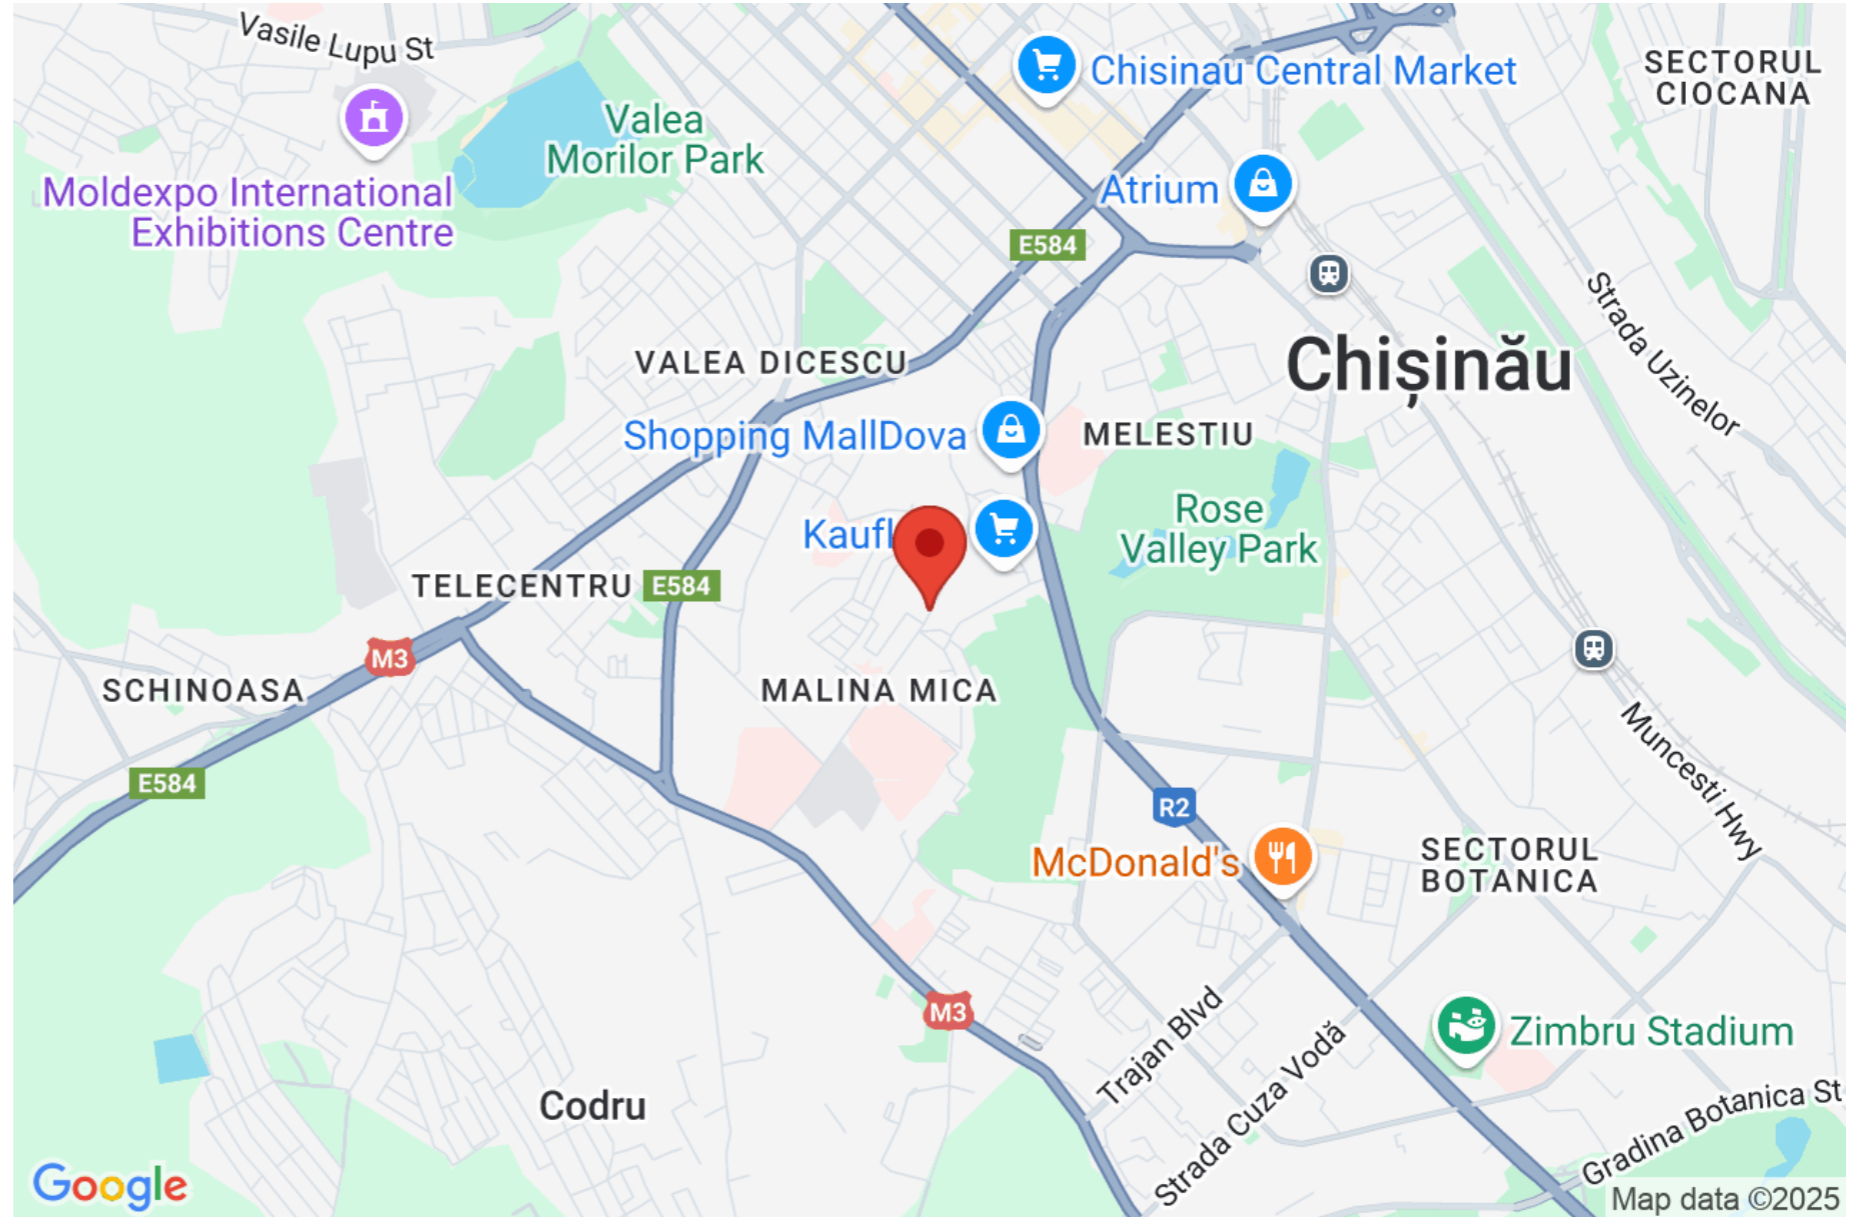 Vasile Lupu St
Chisinau Central Market
SECTORUL
CIOCANA
Valea
Morilor Park
Moldexpo International
Exhibitions Centre
Atrium
E584
Strada Uzinelor
Chișinău
VALEA DICESCU
Shopping MallDova
MELESTIU
Rose
Valley Park
Kaufl
TELECENTRU
E584
M3
SCHINOASA
MALINA MICA
E584
Muncesti Hwy
R2
McDonald's
SECTORUL
BOTANICA
M3
Zimbru Stadium
Trajan Blvd
Strada Cuza Vodă
Codru
Gradina Botanica St
Google
Map data ©2025